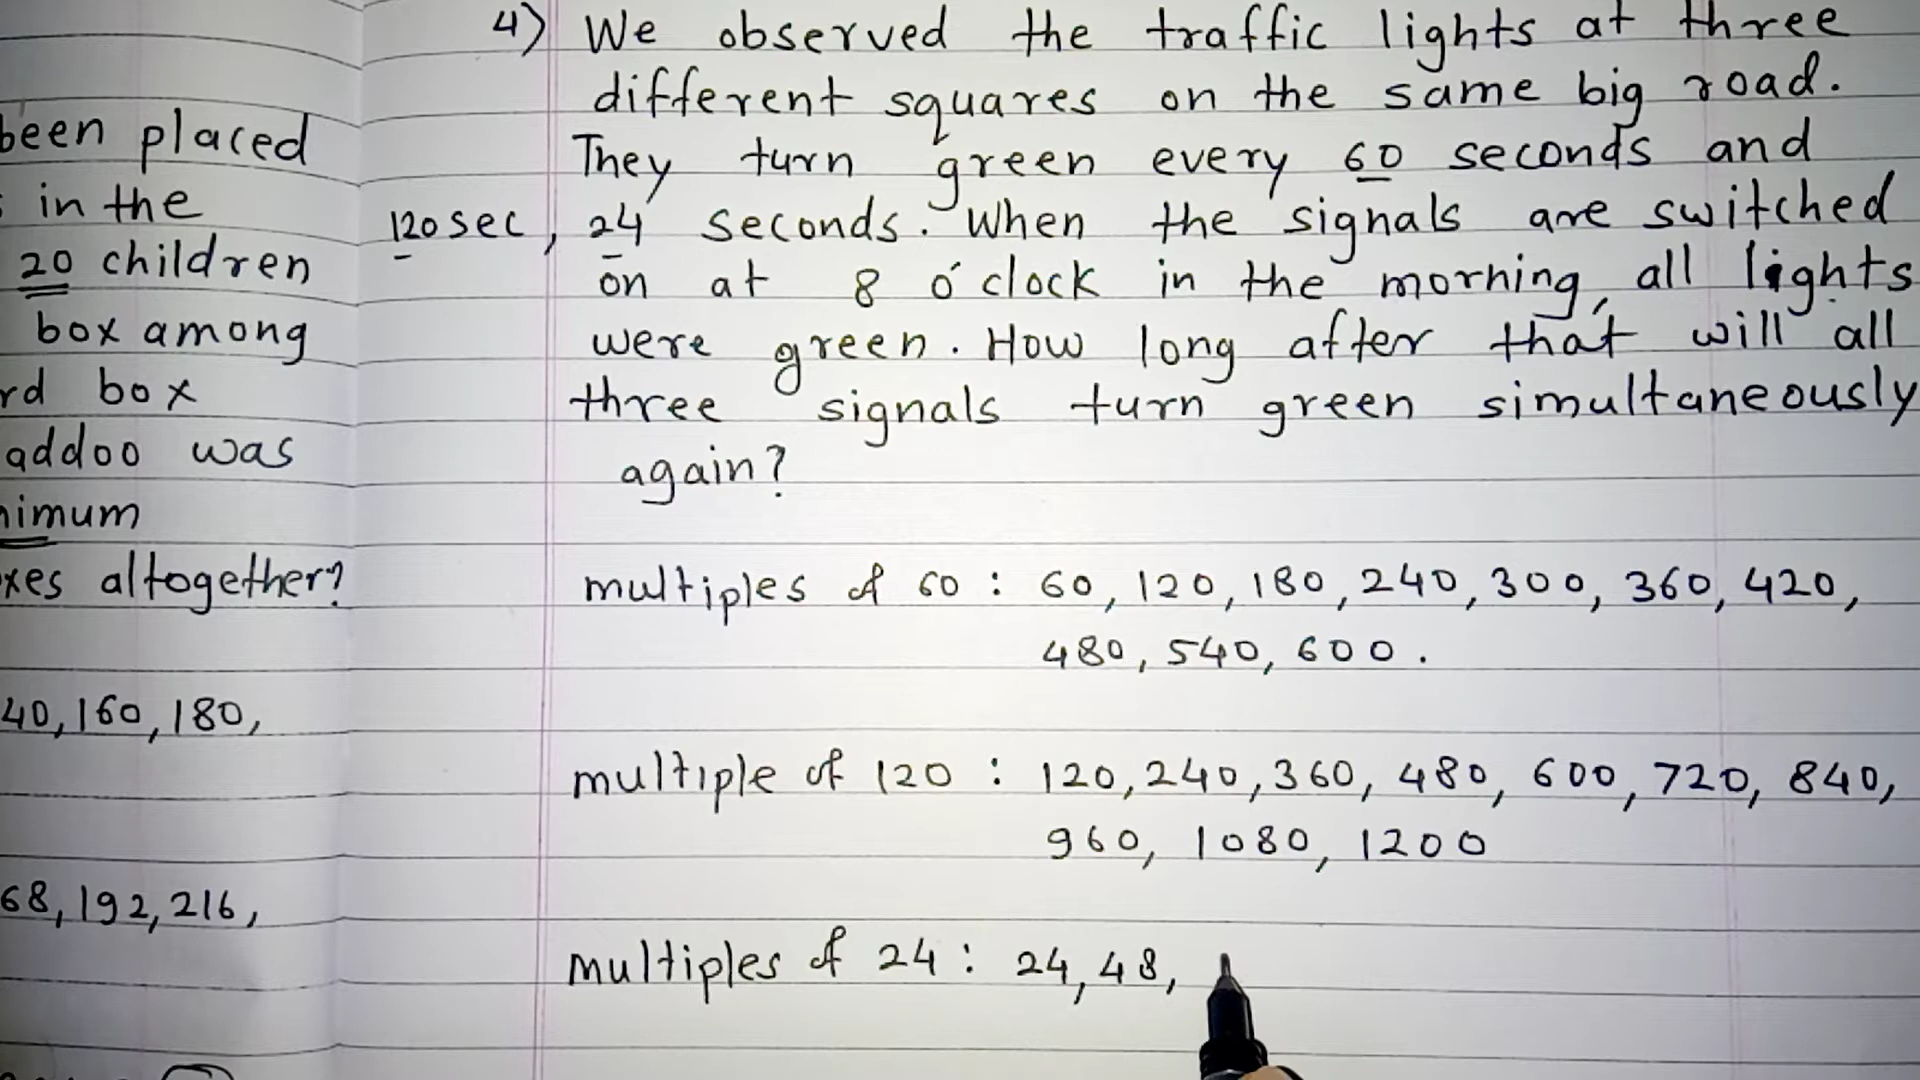 been placed
in the
20 children
box among
rd box
addoo was
nimum
xes altogether?
40, 160, 180,
68, 192, 216,
4) We observed the traffic lights at three
different squares on the same big road.
They turn green every 60 seconds and
120 sec, 24 seconds. When the signals are switched
on at 8 o'clock in the morning, all lights
were green. How long after that will all
three signals turn green simultaneously
again?
multiples of 60 : 60, 120, 180, 240, 300, 360, 420,
480, 540, 600.
multiple of 120 : 120, 240, 360, 480, 600, 720, 840,
960, 1080, 1200
multiples of 24 : 24, 48,